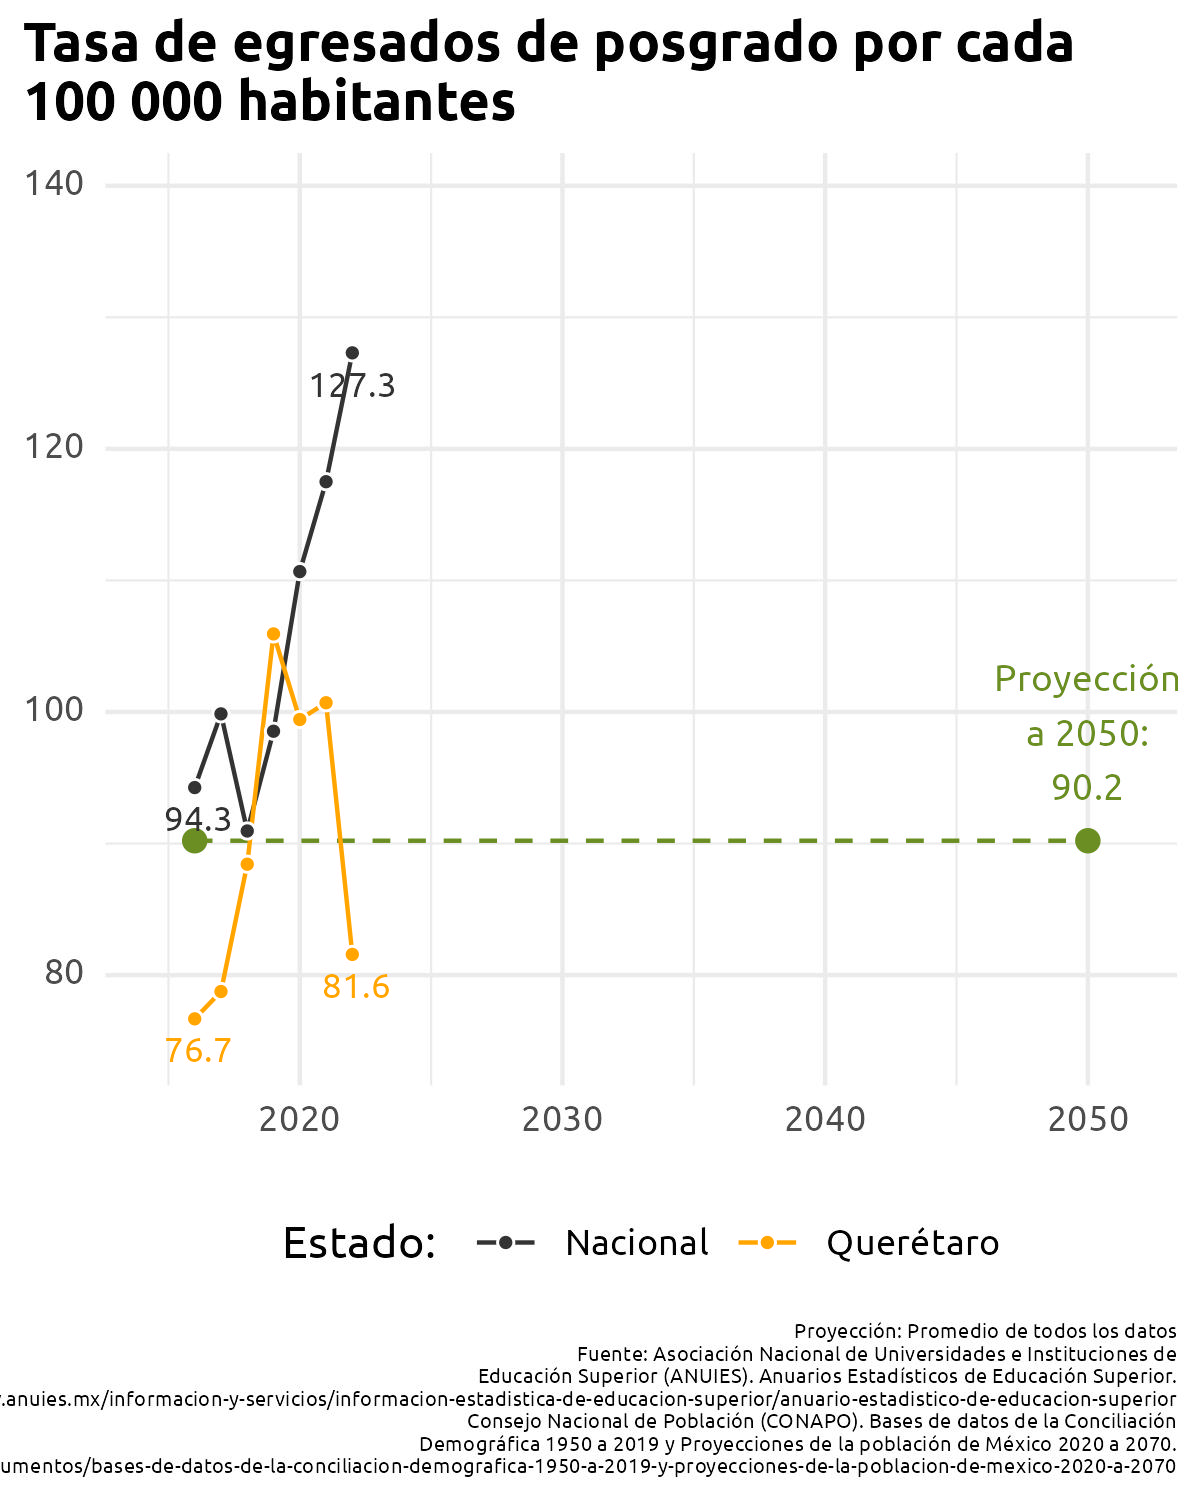 Tasa de egresados de posgrado por cada
100 000 habitantes
140
120
100
80
127.3
94.3
81.6
76.7
Proyección
a 2050:
90.2
2020 2030 2040 2050
Estado: Nacional Querétaro
Proyección: Promedio de todos los datos
Fuente: Asociación Nacional de Universidades e Instituciones de
Educación Superior (ANUIES). Anuarios Estadísticos de Educación Superior.
.anuies.mx/informacion-y-servicios/informacion-estadistica-de-educacion-superior/anuario-estadistico-de-educacion-superior
Consejo Nacional de Población (CONAPO). Bases de datos de la Conciliación
Demográfica 1950 a 2019 y Proyecciones de la población de México 2020 a 2070.
umentos/bases-de-datos-de-la-conciliacion-demografica-1950-a-2019-y-proyecciones-de-la-poblacion-de-mexico-2020-a-2070